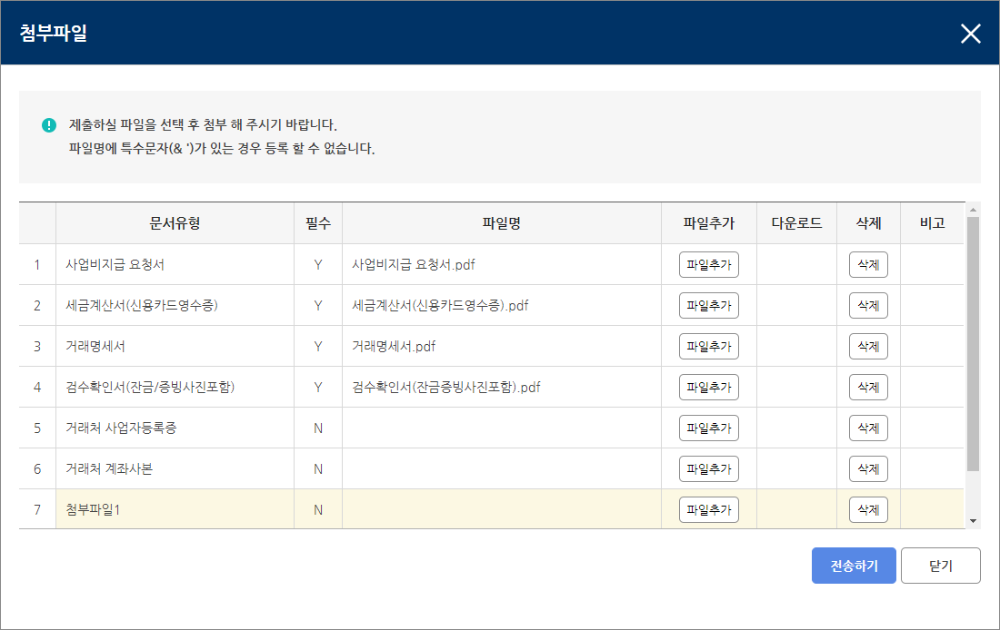 첨부파일
제출하실 파일을 선택 후 첨부 해 주시기 바랍니다.
파일명에 특수문자(& ')가 있는 경우 등록 할 수 없습니다.
문서유형 필수 파일명 파일추가 다운로드 삭제 비고
1 사업비지급 요청서 Y 사업비지급 요청서.pdf 파일추가 삭제
2 세금계산서(신용카드영수증) Y 세금계산서(신용카드영수증).pdf 파일추가 삭제
3 거래명세서 Y 거래명세서.pdf 파일추가 삭제
4 검수확인서(잔금/증빙사진포함) Y 검수확인서(잔금증빙사진포함).pdf 파일추가 삭제
5 거래처 사업자등록증 N 파일추가 삭제
6 거래처 계좌사본 N 파일추가 삭제
7 첨부파일1 N 파일추가 삭제
전송하기 닫기